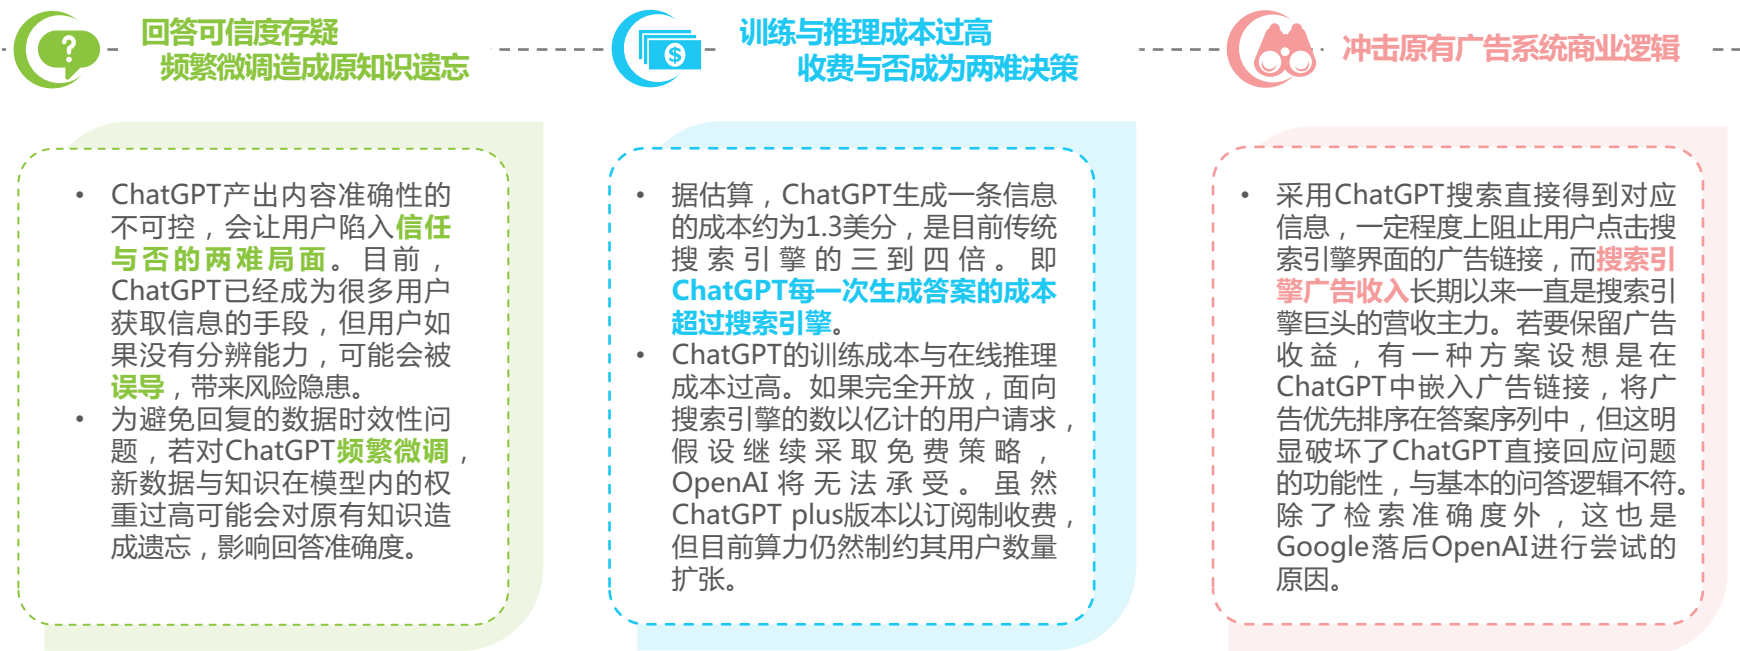 回答可信度存疑
频繁微调造成原知识遗忘
• ChatGPT产出内容准确性的
不可控，会让用户陷入信任
与否的两难局面。目前，
ChatGPT已经成为很多用户
获取信息的手段，但用户如
果没有分辨能力，可能会被
误导，带来风险隐患。
• 为避免回复的数据时效性问
题，若对ChatGPT频繁微调，
新数据与知识在模型内的权
重过高可能会对原有知识造
成遗忘，影响回答准确度。
训练与推理成本过高
收费与否成为两难决策
• 据估算，ChatGPT生成一条信息
的成本约为1.3美分，是目前传统
搜索引擎的三到四倍。即
ChatGPT每一次生成答案的成本
超过搜索引擎。
• ChatGPT的训练成本与在线推理
成本过高。如果完全开放，面向
搜索引擎的数以亿计的用户请求，
假设继续采取免费策略，
OpenAI将无法承受。虽然
ChatGPT plus版本以订阅制收费，
但目前算力仍然制约其用户数量
扩张。
冲击原有广告系统商业逻辑
• 采用ChatGPT搜索直接得到对应
信息，一定程度上阻止用户点击搜
索引擎界面的广告链接，而搜索引
擎广告收入长期以来一直是搜索引
擎巨头的营收主力。若要保留广告
收益，有一种方案设想是在
ChatGPT中嵌入广告链接，将广
告优先排序在答案序列中，但这明
显破坏了ChatGPT直接回应问题
的功能性，与基本的问答逻辑不符。
除了检索准确度外，这也是
Google落后OpenAI进行尝试的
原因。